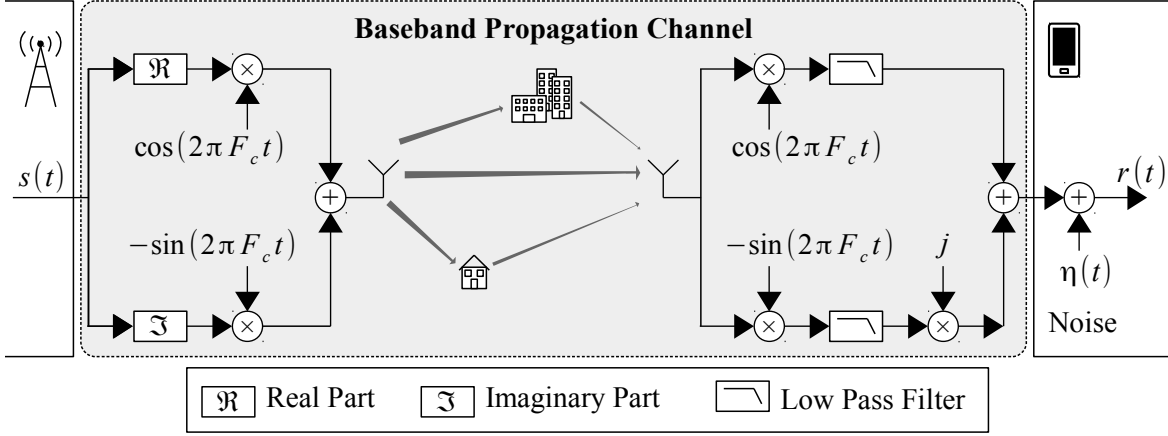 Baseband Propagation Channel
ℜ × × 
cos(2π F_c t) cos(2π F_c t)
s(t) + + + r(t)
−sin(2π F_c t) −sin(2π F_c t) j η(t)
ℑ × × × Noise
ℜ Real Part ℑ Imaginary Part Low Pass Filter